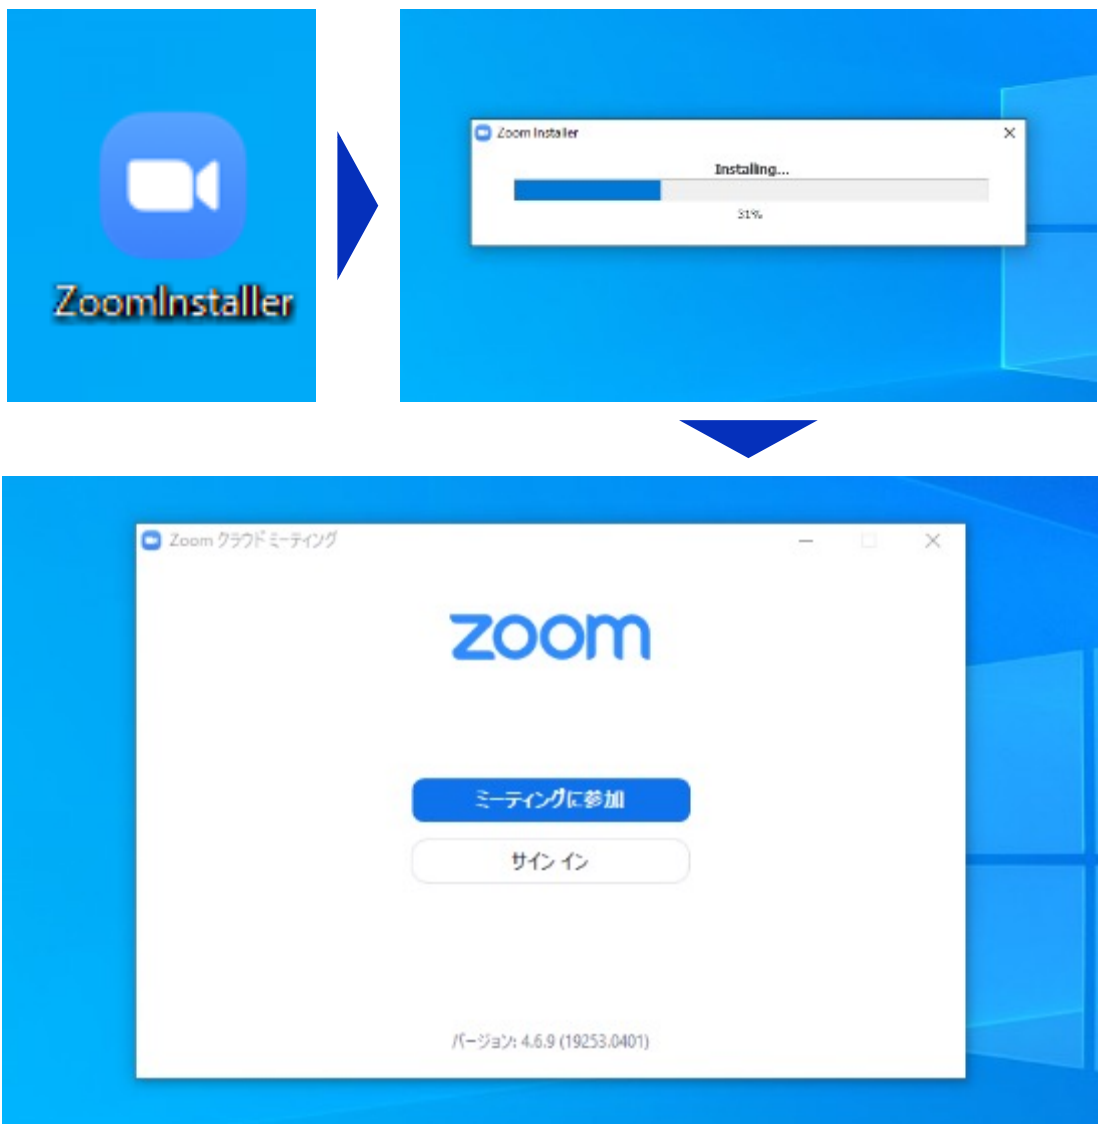 ZoomInstaller
Zoom Installer
Installing...
31%
Zoom クラウド ミーティング
zoom
ミーティングに参加
サイン イン
バージョン: 4.6.9 (19253.0401)